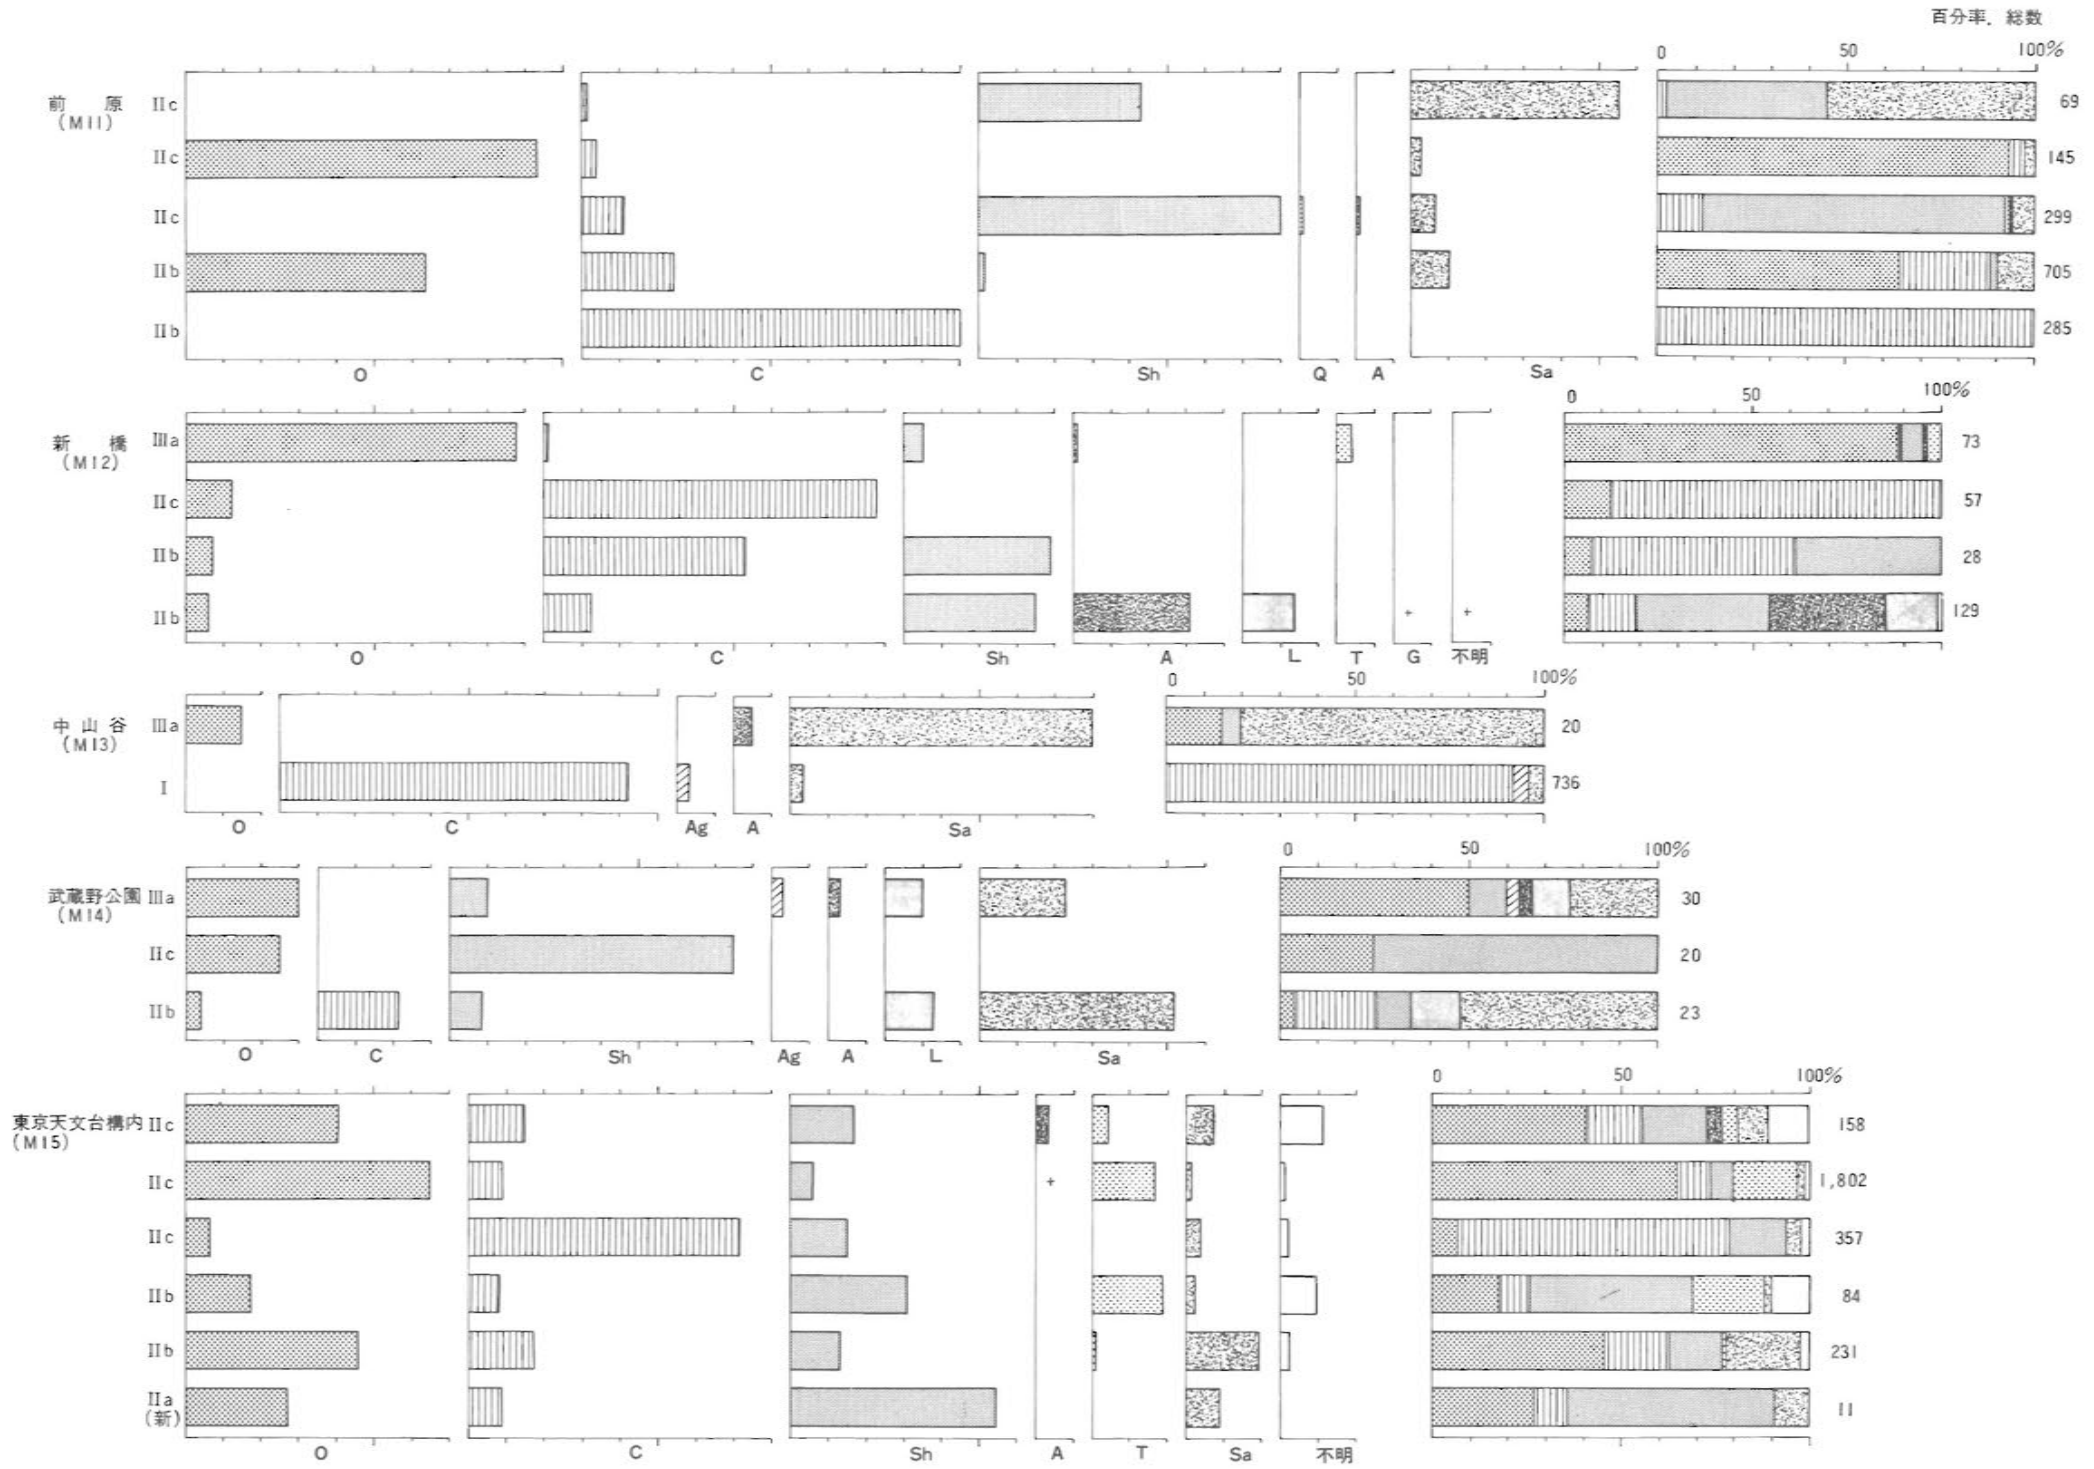 百分率．総数
0 50 100%
前原 IIc 69
(M11)
IIc 145
IIc 299
IIb 705
IIb 285
O C Sh Q A Sa
0 50 100%
新橋 IIIa 73
(M12)
IIc 57
IIb 28
IIb + + 129
O C Sh A L T G 不明
0 50 100%
中山谷 IIIa 20
(M13)
I 736
O C Ag A Sa
0 50 100%
武蔵野公園 IIIa 30
(M14)
IIc 20
IIb 23
O C Sh Ag A L Sa
0 50 100%
東京天文台構内 IIc 158
(M15)
IIc + 1,802
IIc 357
IIb 84
IIb 231
IIa 11
(新)
O C Sh A T Sa 不明